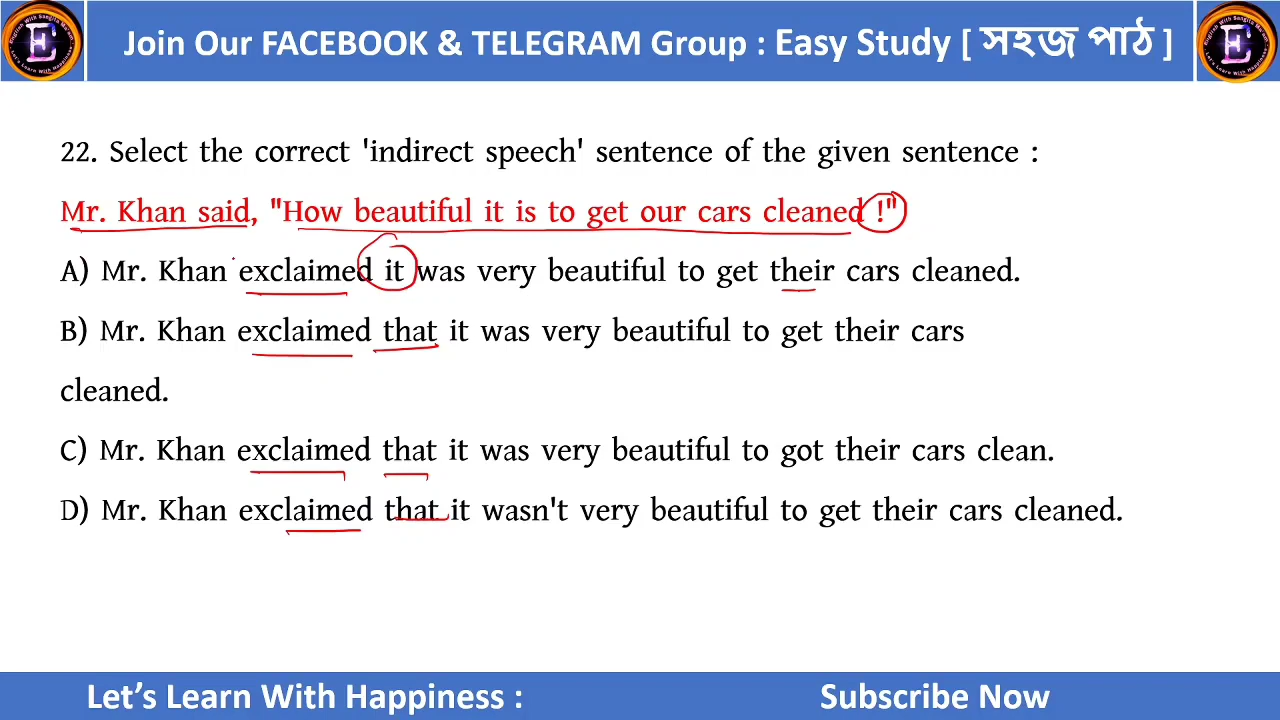 Join Our FACEBOOK & TELEGRAM Group : Easy Study [ সহজ পাঠ ]
22. Select the correct 'indirect speech' sentence of the given sentence :
Mr. Khan said, "How beautiful it is to get our cars cleaned !"
A) Mr. Khan exclaimed it was very beautiful to get their cars cleaned.
B) Mr. Khan exclaimed that it was very beautiful to get their cars
cleaned.
C) Mr. Khan exclaimed that it was very beautiful to got their cars clean.
D) Mr. Khan exclaimed that it wasn't very beautiful to get their cars cleaned.
Let's Learn With Happiness :
Subscribe Now